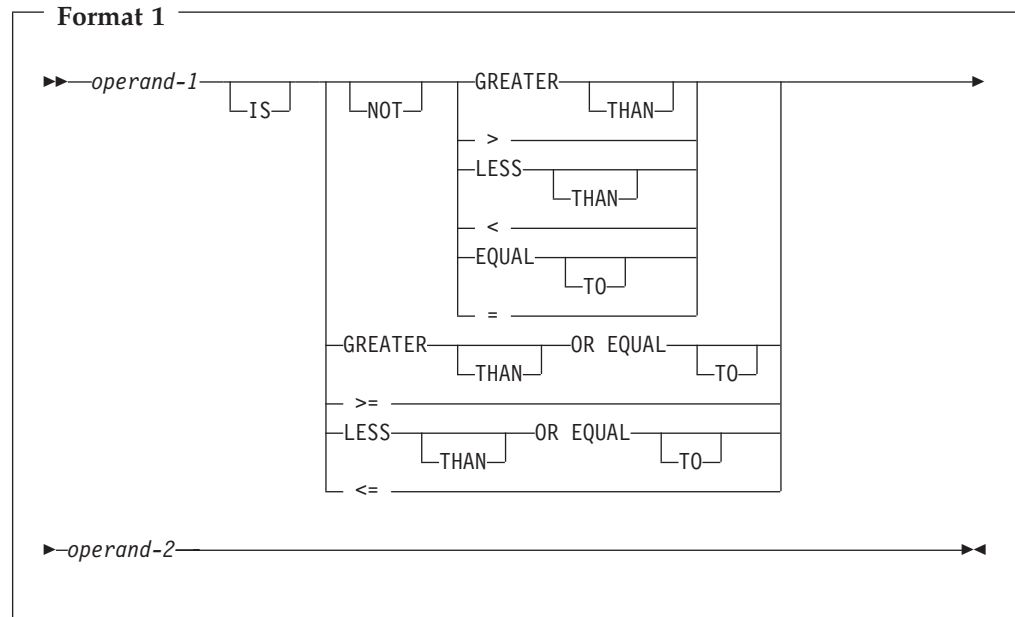 Format 1
operand-1 GREATER
IS NOT THAN
>
LESS
THAN
<
EQUAL
TO
=
GREATER OR EQUAL
THAN TO
>=
LESS OR EQUAL
THAN TO
<=
operand-2